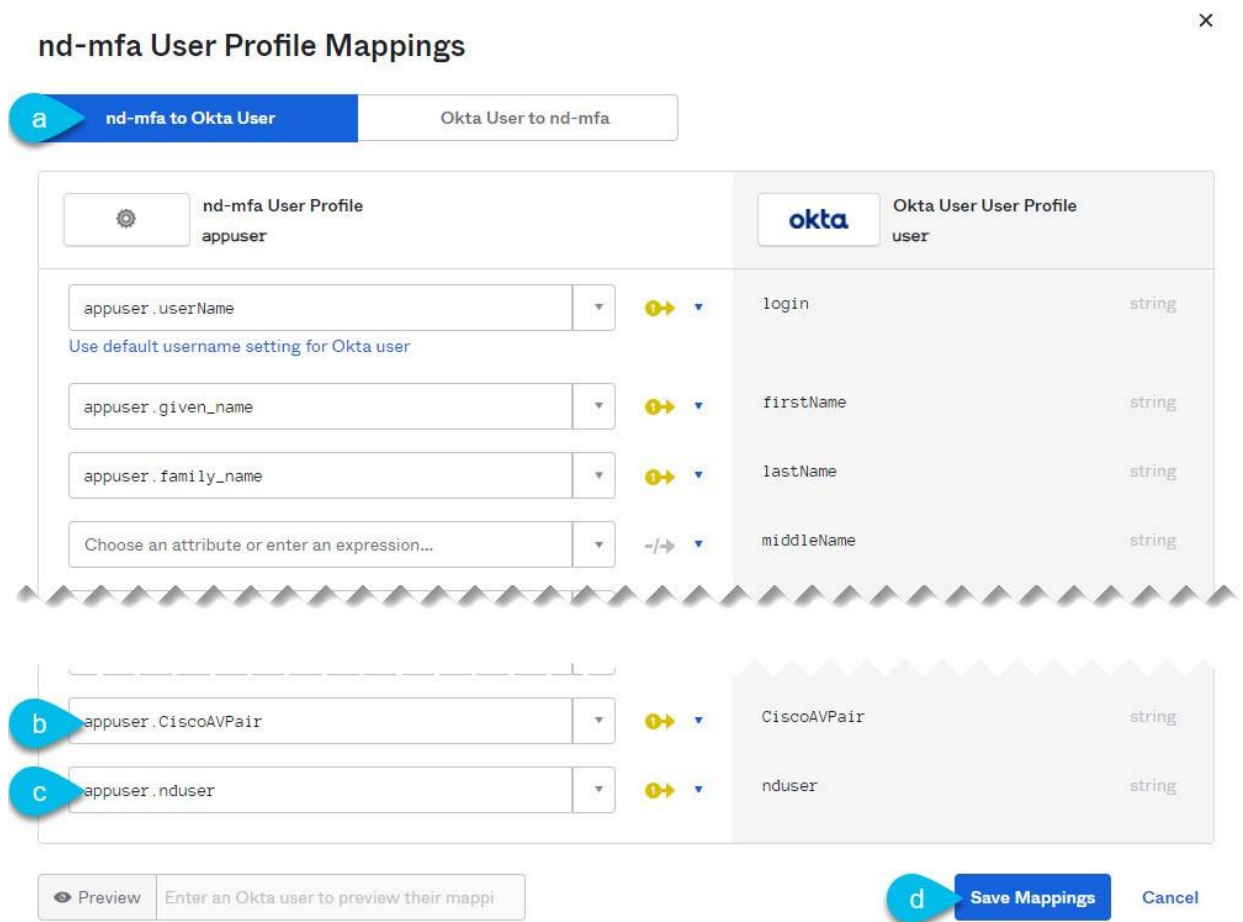 ×
nd-mfa User Profile Mappings
a nd-mfa to Okta User Okta User to nd-mfa
nd-mfa User Profile
appuser
okta
Okta User User Profile
user
appuser.userName login string
Use default username setting for Okta user
appuser.given_name firstName string
appuser.family_name lastName string
Choose an attribute or enter an expression... middleName string
b appuser.CiscoAVPair CiscoAVPair string
c appuser.nduser nduser string
Preview Enter an Okta user to preview their mappi d Save Mappings Cancel